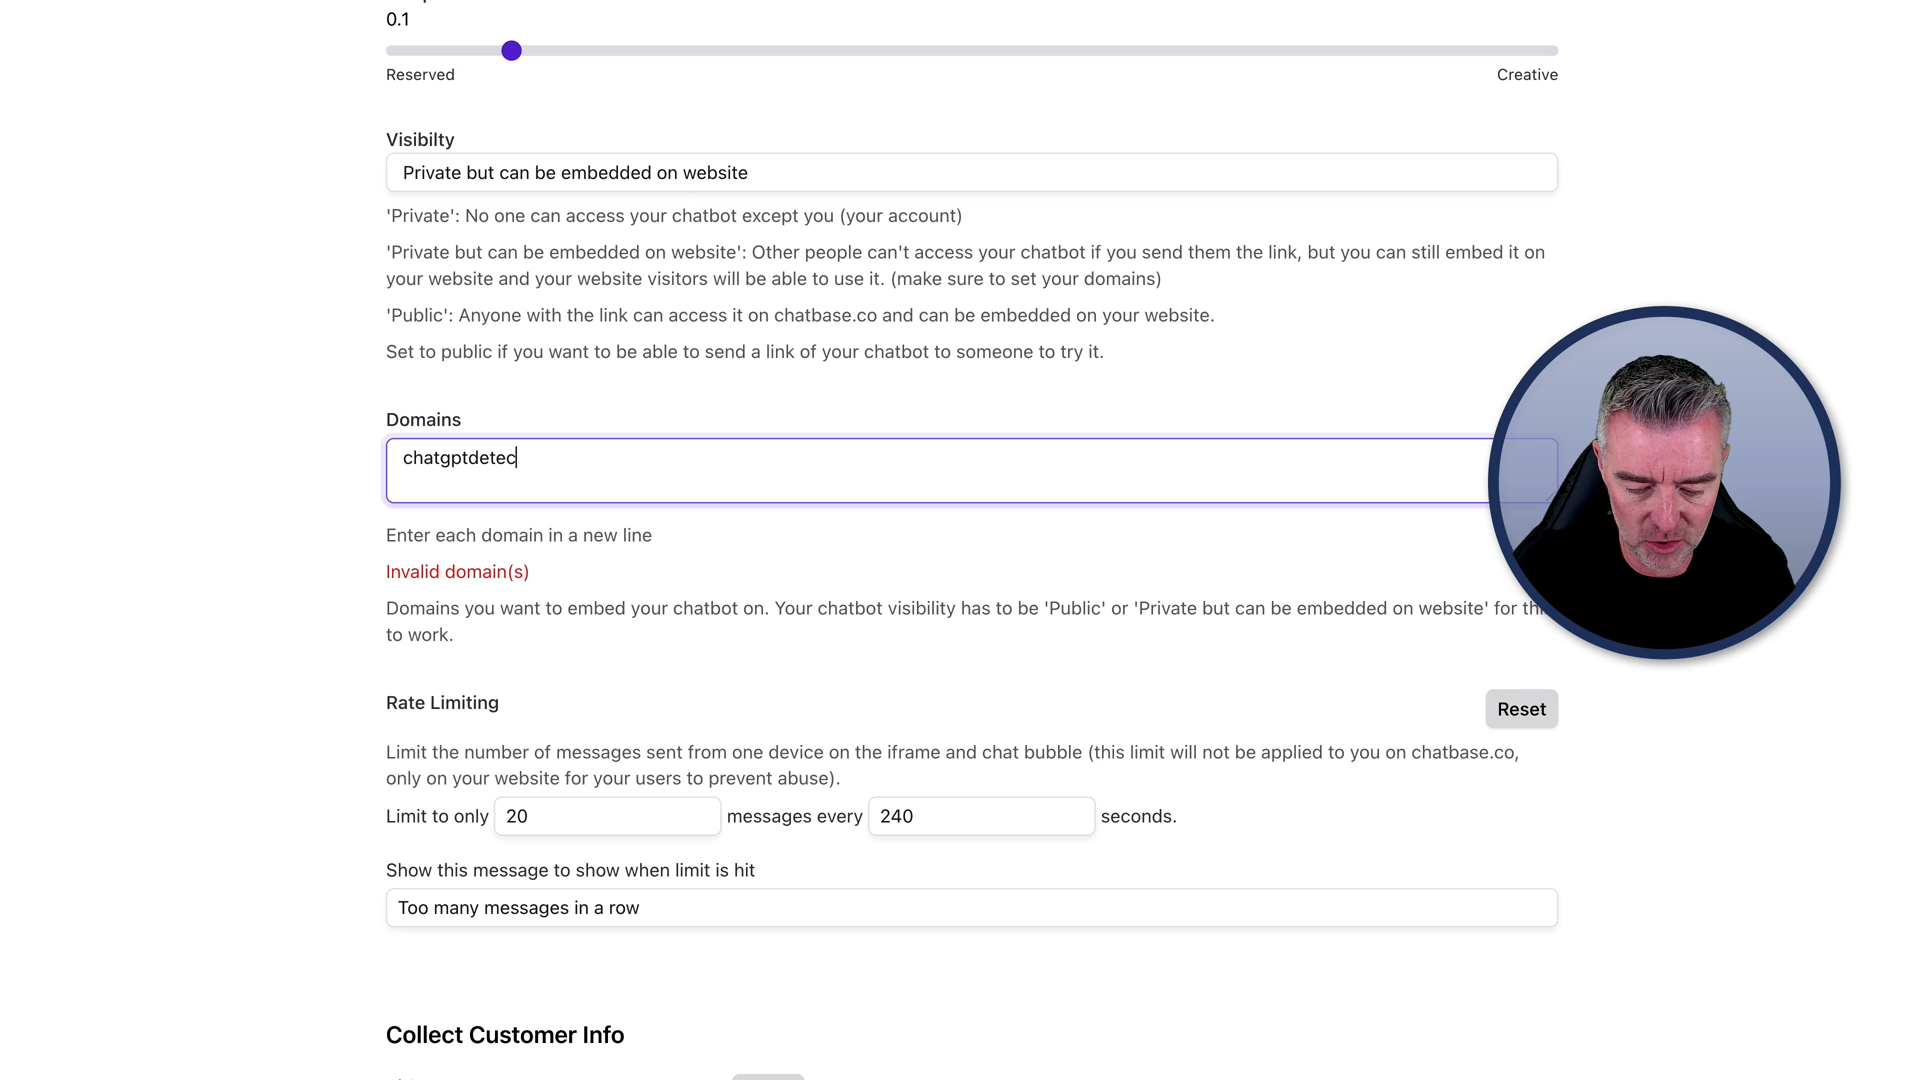 0.1
Reserved
Creative
Visibilty
Private but can be embedded on website
'Private': No one can access your chatbot except you (your account)
'Private but can be embedded on website': Other people can't access your chatbot if you send them the link, but you can still embed it on
your website and your website visitors will be able to use it. (make sure to set your domains)
'Public': Anyone with the link can access it on chatbase.co and can be embedded on your website.
Set to public if you want to be able to send a link of your chatbot to someone to try it.
Domains
chatgptdetec
Enter each domain in a new line
Invalid domain(s)
Domains you want to embed your chatbot on. Your chatbot visibility has to be 'Public' or 'Private but can be embedded on website' for
to work.
Rate Limiting
Reset
Limit the number of messages sent from one device on the iframe and chat bubble (this limit will not be applied to you on chatbase.co,
only on your website for your users to prevent abuse).
Limit to only 20 messages every 240 seconds.
Show this message to show when limit is hit
Too many messages in a row
Collect Customer Info